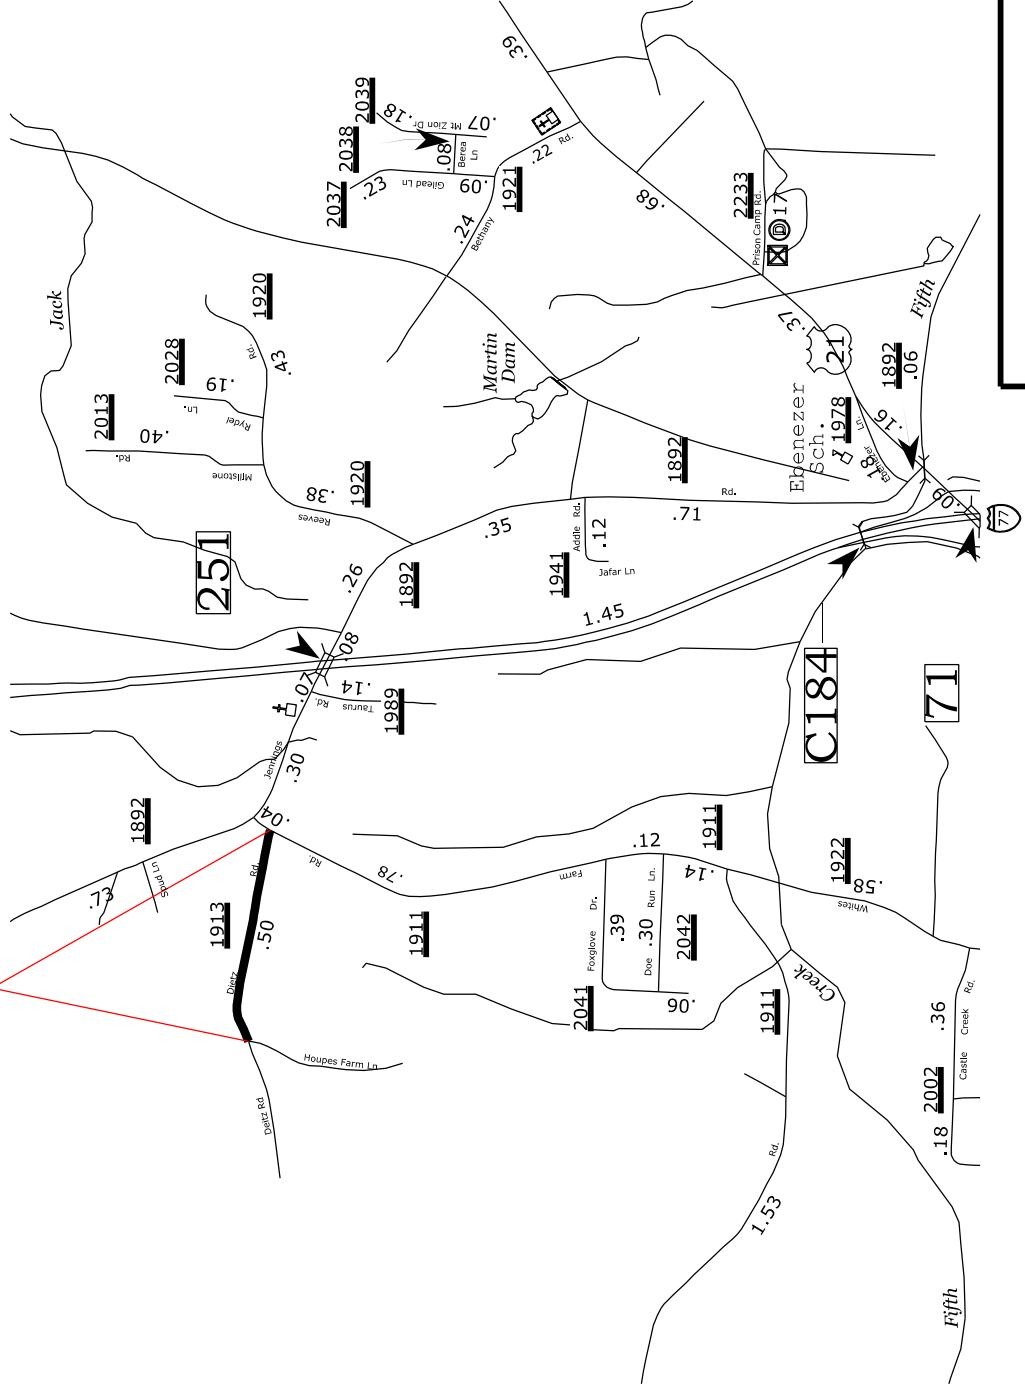 .39
2039
.18
Mt Zion Dr
.07
2038
.08
Berea
Ln
.22
Rd.
2037
.23
Gilead Ln
.09
1921
.24
Bethany
.68
2233
Prison Camp Rd.
D
17
Jack
1920
2028
Rd.
.43
.19
Rydel
Ln.
2013
.40
Rd.
Millstone
Martin
Dam
.37
21
Fifth
1892
.06
Ebenezer
Sch.
1978
.16
.18
Ebenezer
Ln.
.09
77
1920
.38
Reeves
1892
Rd.
.71
.35
Addie Rd.
.12
Jafar Ln
1941
251
.26
1892
1.45
.08
.07
.14
Rd.
Taurus
1989
C184
71
Jennings
.30
.04
1892
Spud Ln
.73
Rd.
1913
.50
Dietz
Rd.
.78
1911
Farm
.12
1911
.14
1922
.58
Whites
Foxglove Dr.
.39
Doe Run Ln.
.30
2042
2041
.06
Creek
1911
Houpes Farm Ln
Deitz Rd
.36
Castle Creek Rd.
2002
.18
Rd.
1.53
Fifth